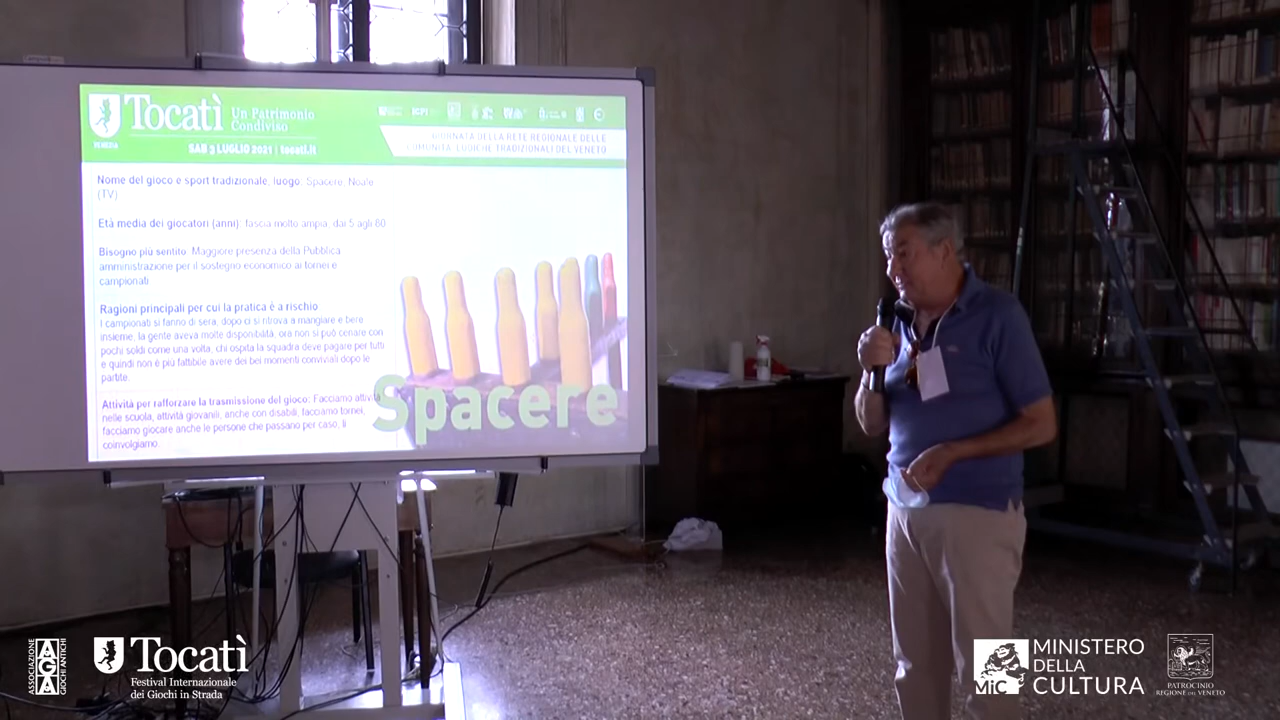 Tocatì
Un Patrimonio
Condiviso
VENEZIA
SAB 3 LUGLIO 2021 | tocati.it
GIORNATA DELLA RETE REGIONALE DELLE
COMUNITA' LUDICHE TRADIZIONALI DEL VENETO
Nome del gioco e sport tradizionale, luogo: Spacere, Noale
(TV)
Età media dei giocatori (anni): fascia molto ampia: dai 5 agli 80
Bisogno più sentito: Maggiore presenza della Pubblica
amministrazione per il sostegno economico ai tornei e
campionati
Ragioni principali per cui la pratica è a rischio
I campionati si fanno di sera, dopo ci si ritrova a mangiare e bere
insieme, la gente aveva molte disponibilità, ora non si può cenare con
pochi soldi come una volta, chi ospita la squadra deve pagare per tutti
e quindi non è più fattibile avere dei bei momenti conviviali dopo le
partite.
Attività per rafforzare la trasmissione del gioco: Facciamo attività
nelle scuola, attività giovanili, anche con disabili, facciamo tornei,
facciamo giocare anche le persone che passano per caso, li
coinvolgiamo.
Spacere
ASSOCIAZIONE
AGA
GIOCHI ANTICHI
Tocatì
Festival Internazionale
dei Giochi in Strada
MiC
MINISTERO
DELLA
CULTURA
PATROCINIO
REGIONE DEL VENETO